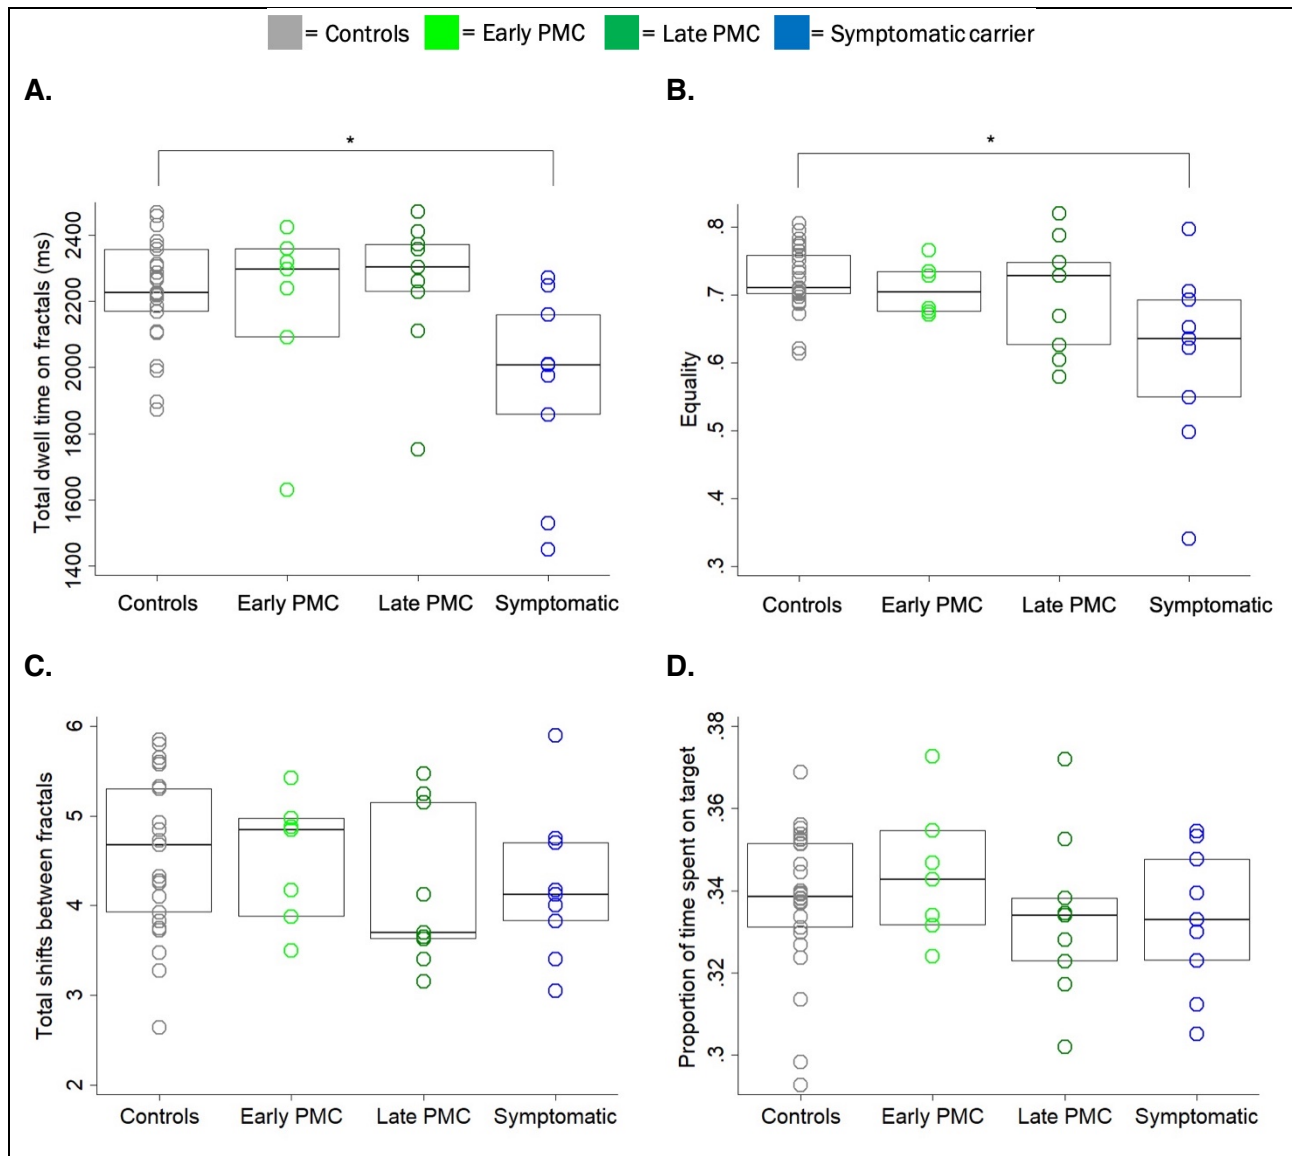 = Controls = Early PMC = Late PMC = Symptomatic carrier
A.
*
Total dwell time on fractals (ms)
2400
2200
2000
1800
1600
1400
Controls Early PMC Late PMC Symptomatic
B.
*
Equality
.8
.7
.6
.5
.4
.3
Controls Early PMC Late PMC Symptomatic
C.
Total shifts between fractals
6
5
4
3
2
Controls Early PMC Late PMC Symptomatic
D.
Proportion of time spent on target
.38
.36
.34
.32
.3
Controls Early PMC Late PMC Symptomatic